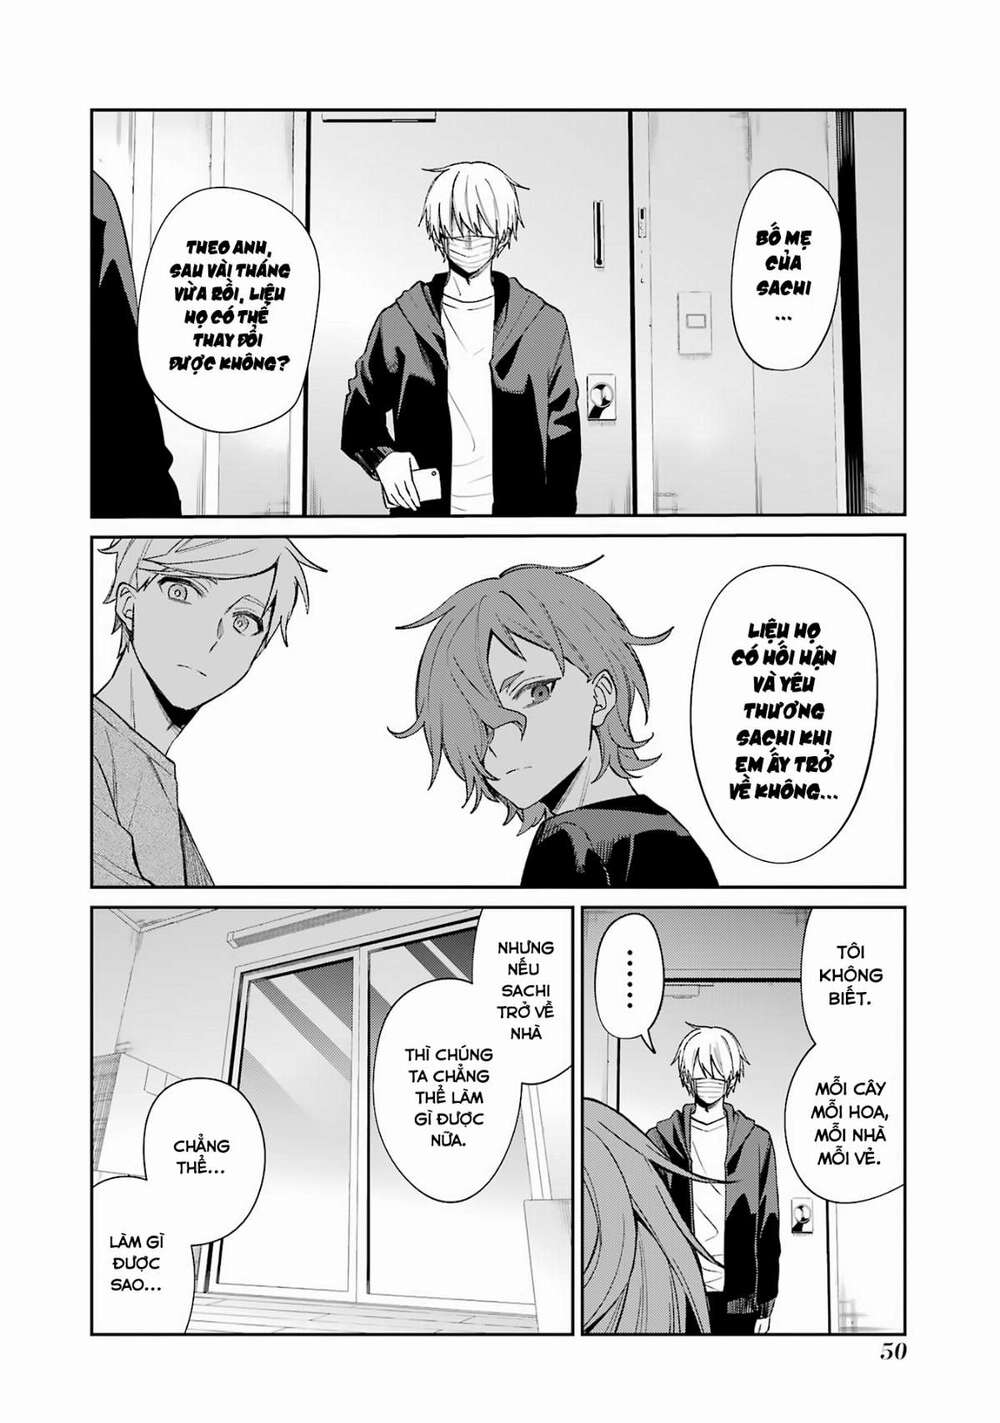 BỐ MẸ
CỦA
SACHI
...
THEO ANH,
SAU VÀI THÁNG
VỪA RỒI, LIỆU
HỌ CÓ THỂ
THAY ĐỔI
ĐƯỢC KHÔNG?
LIỆU HỌ
CÓ HỐI HẬN
VÀ YÊU
THƯƠNG
SACHI KHI
EM ẤY TRỞ
VỀ KHÔNG...
TÔI
KHÔNG
BIẾT.
MỖI CÂY
MỖI HOA,
MỖI NHÀ
MỖI VẺ.
......
NHƯNG
NẾU
SACHI
TRỞ VỀ
NHÀ
THÌ CHÚNG
TA CHẲNG
THỂ LÀM
GÌ ĐƯỢC
NỮA.
CHẲNG
THỂ...
LÀM GÌ
ĐƯỢC
SAO...
50